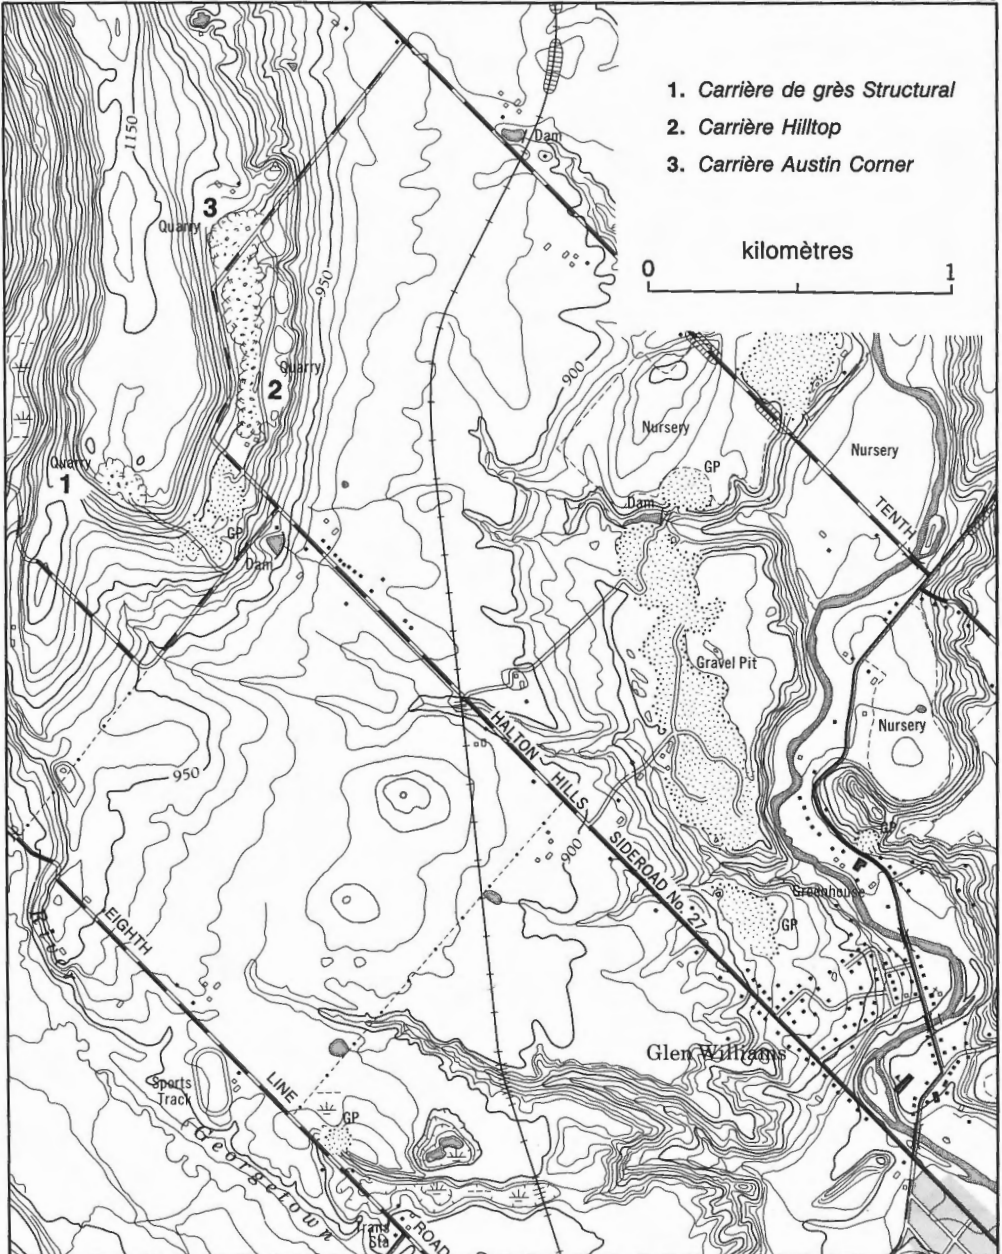 1. Carrière de grès Structural
2. Carrière Hilltop
3. Carrière Austin Corner
kilomètres
0 1
1150
Dam
3
Quarry
950
Quarry
2
900
Nursery
Nursery
Quarry
1
GP
Dam
TENTH
GP
Dam
Gravel Pit
HALTON HILLS SIDEROAD No. 27
Nursery
950
900
GP
Greenhouse
GP
EIGHTH LINE ROAD
River
Glen Williams
Sports
Track
GP
Georgetown
Trans
Sta